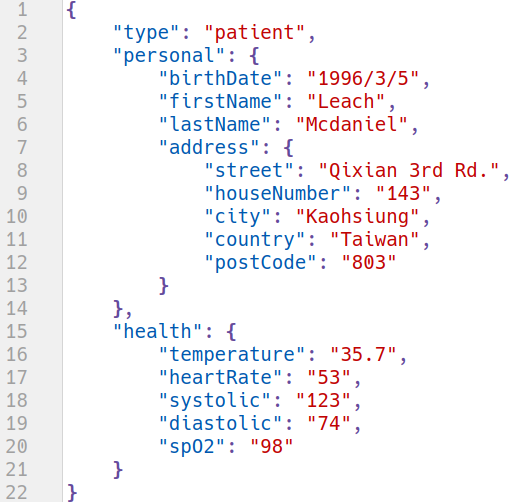 1 {
2     "type": "patient",
3     "personal": {
4         "birthDate": "1996/3/5",
5         "firstName": "Leach",
6         "lastName": "Mcdaniel",
7         "address": {
8             "street": "Qixian 3rd Rd.",
9             "houseNumber": "143",
10             "city": "Kaohsiung",
11             "country": "Taiwan",
12             "postCode": "803"
13         }
14     },
15     "health": {
16         "temperature": "35.7",
17         "heartRate": "53",
18         "systolic": "123",
19         "diastolic": "74",
20         "spO2": "98"
21     }
22 }